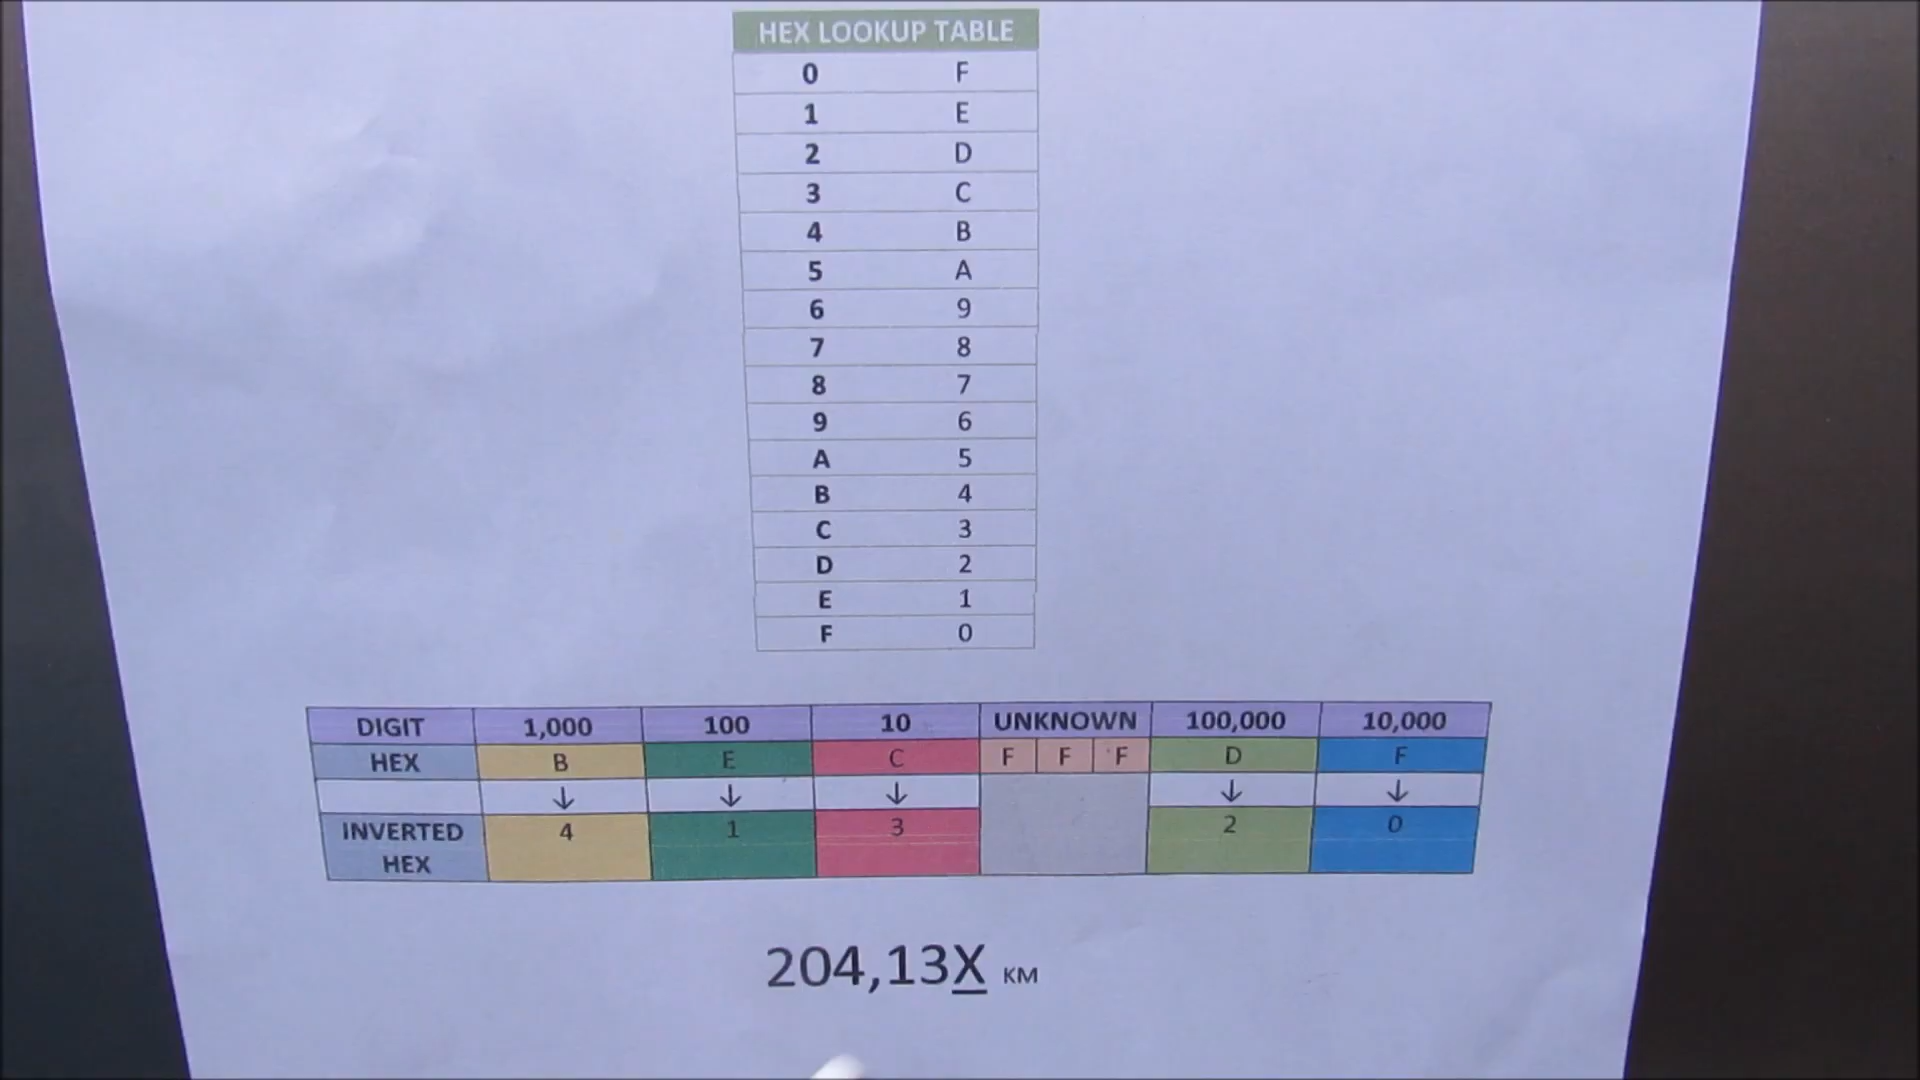 HEX LOOKUP TABLE
0 F
1 E
2 D
3 C
4 B
5 A
6 9
7 8
8 7
9 6
A 5
B 4
C 3
D 2
E 1
F 0
DIGIT 1,000 100 10 UNKNOWN 100,000 10,000
HEX B E C F F F D F
↓ ↓ ↓ ↓ ↓
INVERTED HEX 4 1 3 2 0
204,13X KM